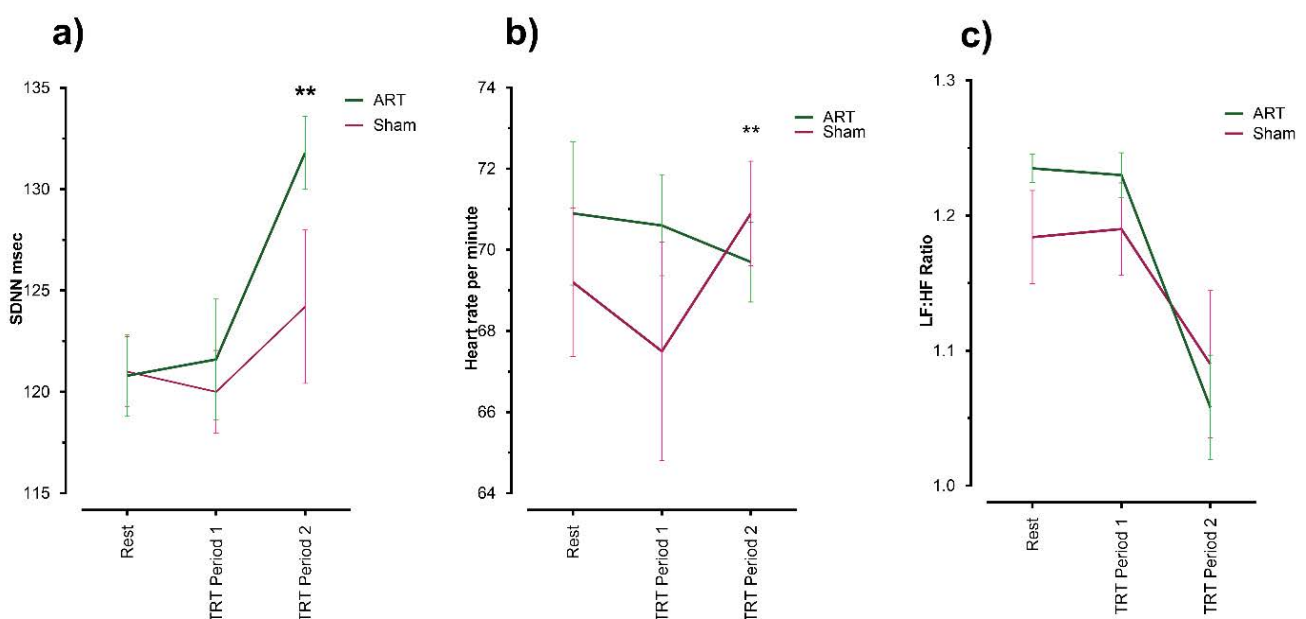 a)
SDNN msec
135
130
125
120
115
**
ART
Sham
Rest
TRT Period 1
TRT Period 2
b)
Heart rate per minute
74
72
70
68
66
64
ART
Sham
**
Rest
TRT Period 1
TRT Period 2
c)
LF:HF Ratio
1.3
1.2
1.1
1.0
ART
Sham
Rest
TRT Period 1
TRT Period 2